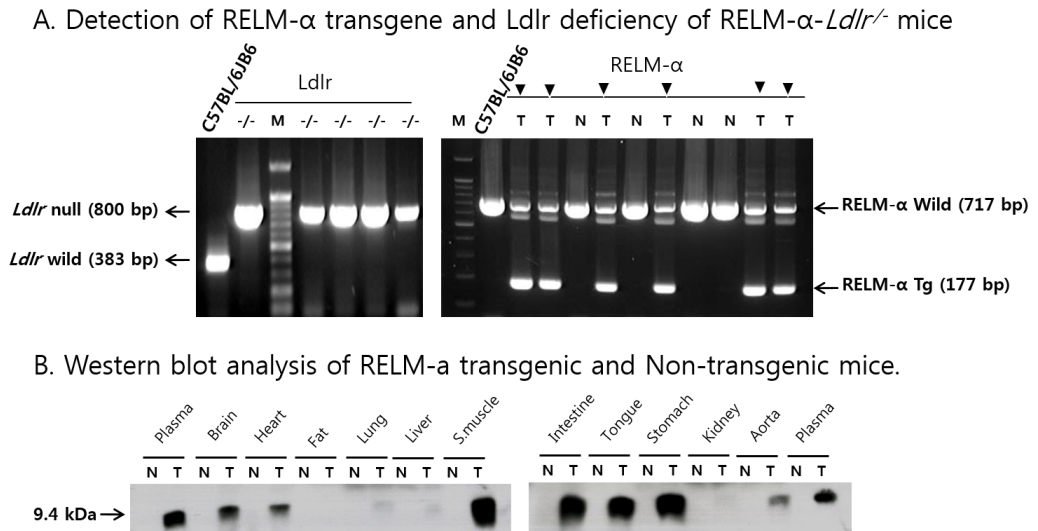 A. Detection of RELM-α transgene and Ldlr deficiency of RELM-α-Ldlr/- mice
C57BL/6JB6
Ldlr
-/- M -/- -/- -/- -/-
Ldlr null (800 bp)
Ldlr wild (383 bp)
RELM-α
M C57BL/6JB6 T T N T N T N N T T
RELM-α Wild (717 bp)
RELM-α Tg (177 bp)
B. Western blot analysis of RELM-a transgenic and Non-transgenic mice.
Plasma Brain Heart Fat Lung Liver S.muscle Intestine Tongue Stomach Kidney Aorta Plasma
N T N T N T N T N T N T N T N T N T N T N T N T N T
9.4 kDa